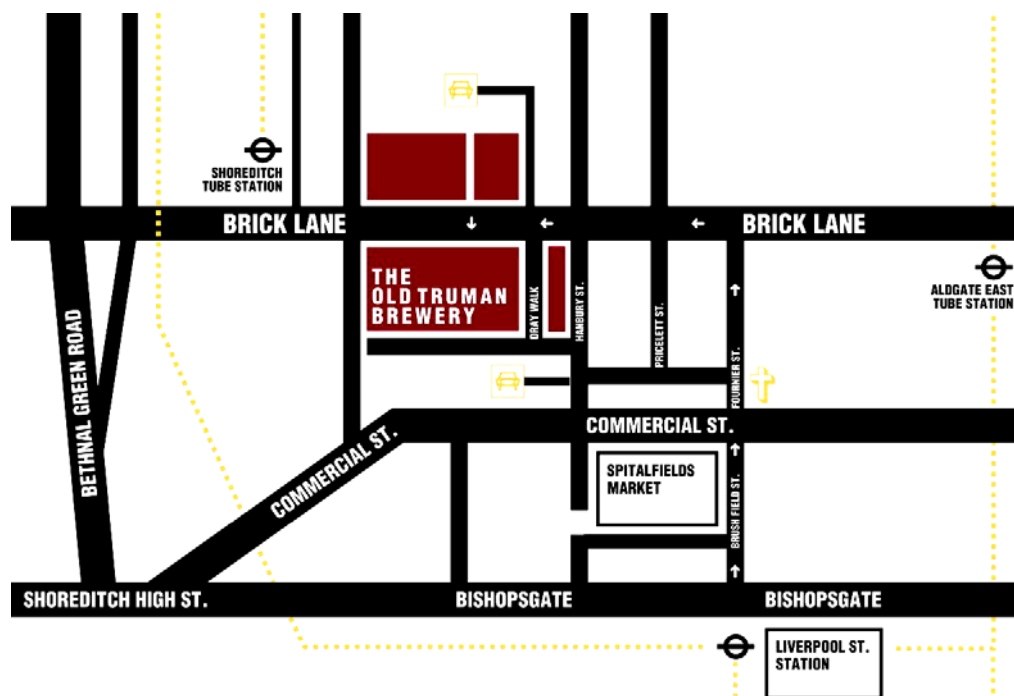 SHOREDITCH
TUBE STATION
BRICK LANE
BRICK LANE
THE
OLD TRUMAN
BREWERY
DRAY WALK
HANBURY ST.
PRICELETT ST.
ALDGATE EAST
TUBE STATION
BETHNAL GREEN ROAD
FOURNIER ST.
COMMERCIAL ST.
COMMERCIAL ST.
SPITALFIELDS
MARKET
BRUSH FIELD ST.
SHOREDITCH HIGH ST.
BISHOPSGATE
BISHOPSGATE
LIVERPOOL ST.
STATION